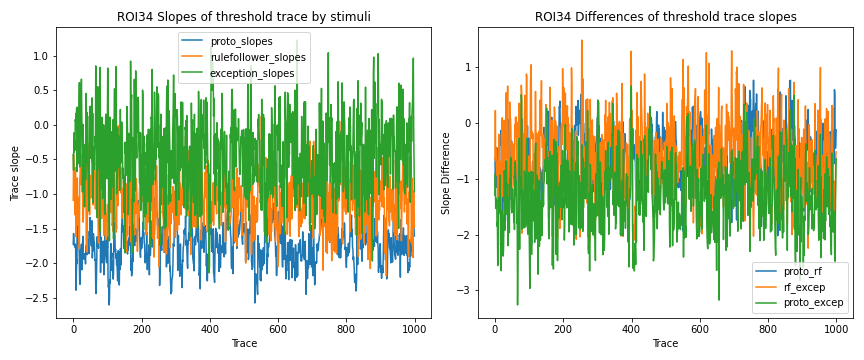 ROI34 Slopes of threshold trace by stimuli
proto_slopes
rulefollower_slopes
exception_slopes
1.0
0.5
0.0
−0.5
−1.0
−1.5
−2.0
−2.5
Trace slope
0 200 400 600 800 1000
Trace
ROI34 Differences of threshold trace slopes
1
0
−1
−2
−3
Slope Difference
proto_rf
rf_excep
proto_excep
0 200 400 600 800 1000
Trace